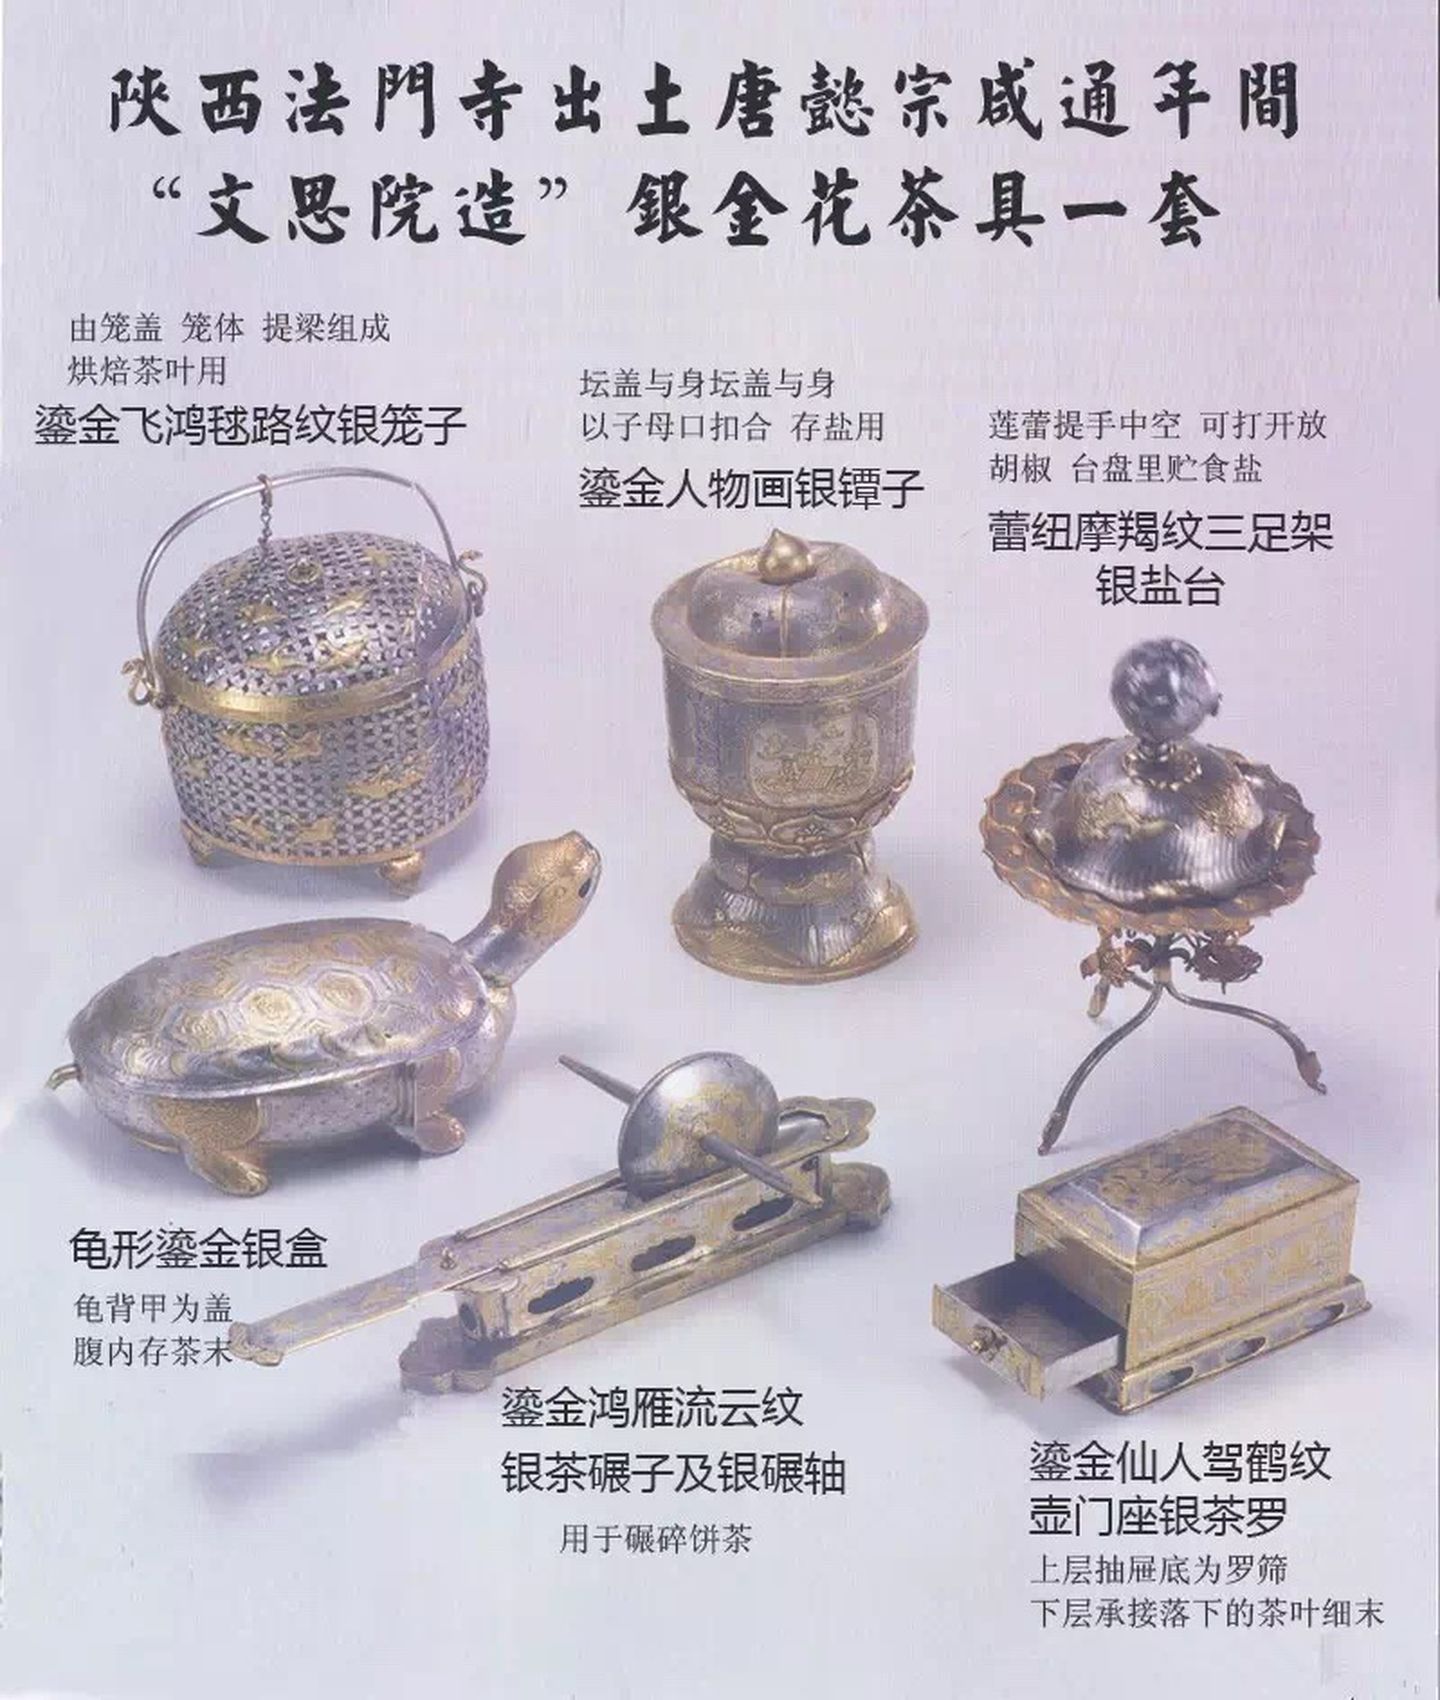 陝西法門寺出土唐懿宗咸通年間
“文思院造”銀金花茶具一套
由笼盖 笼体 提梁组成
烘焙茶叶用
鎏金飞鸿毬路纹银笼子
坛盖与身坛盖与身
以子母口扣合 存盐用
鎏金人物画银镡子
莲蕾提手中空 可打开放
胡椒 台盘里贮食盐
蕾纽摩羯纹三足架
银盐台
龟形鎏金银盒
龟背甲为盖
腹内存茶末
鎏金鸿雁流云纹
银茶碾子及银碾轴
用于碾碎饼茶
鎏金仙人驾鹤纹
壶门座银茶罗
上层抽屉底为罗筛
下层承接落下的茶叶细末